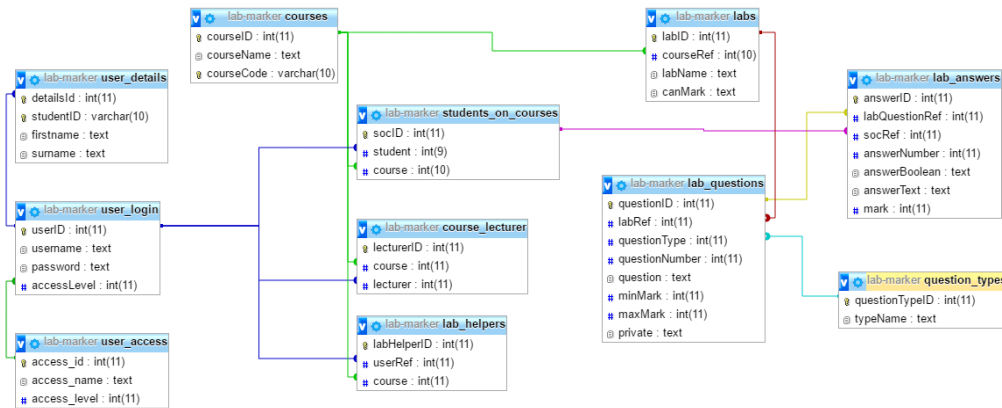 lab-marker courses
courseID : int(11)
courseName : text
courseCode : varchar(10)
lab-marker labs
labID : int(11)
courseRef : int(10)
labName : text
canMark : text
lab-marker user_details
detailsId : int(11)
studentID : varchar(10)
firstname : text
surname : text
lab-marker students_on_courses
socID : int(11)
student : int(9)
course : int(10)
lab-marker lab_answers
answerID : int(11)
labQuestionRef : int(11)
socRef : int(11)
answerNumber : int(11)
answerBoolean : text
answerText : text
mark : int(11)
lab-marker user_login
userID : int(11)
username : text
password : text
accessLevel : int(11)
lab-marker course_lecturer
lecturerID : int(11)
course : int(11)
lecturer : int(11)
lab-marker lab_questions
questionID : int(11)
labRef : int(11)
questionType : int(11)
questionNumber : int(11)
question : text
minMark : int(11)
maxMark : int(11)
private : text
lab-marker question_types
questionTypeID : int(11)
typeName : text
lab-marker user_access
access_id : int(11)
access_name : text
access_level : int(11)
lab-marker lab_helpers
labHelperID : int(11)
userRef : int(11)
course : int(11)